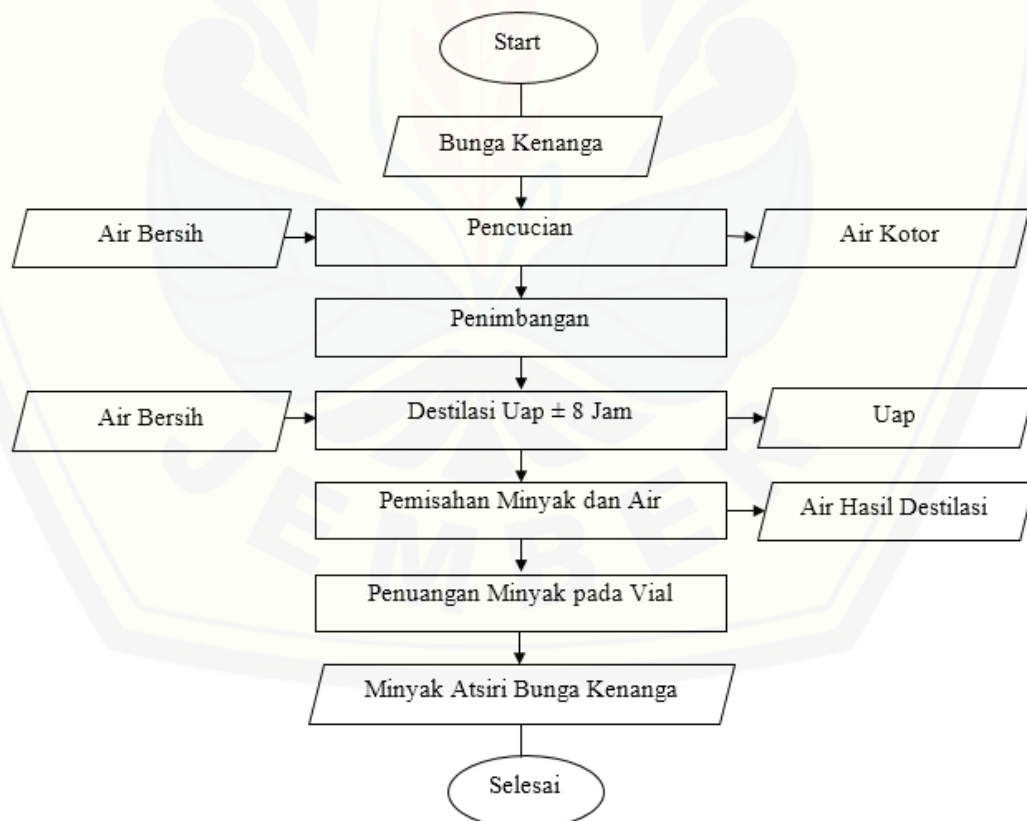 Start
Bunga Kenanga
Air Bersih
Pencucian
Air Kotor
Penimbangan
Air Bersih
Destilasi Uap ± 8 Jam
Uap
Pemisahan Minyak dan Air
Air Hasil Destilasi
JEMBER
Penuangan Minyak pada Vial
Minyak Atsiri Bunga Kenanga
Selesai